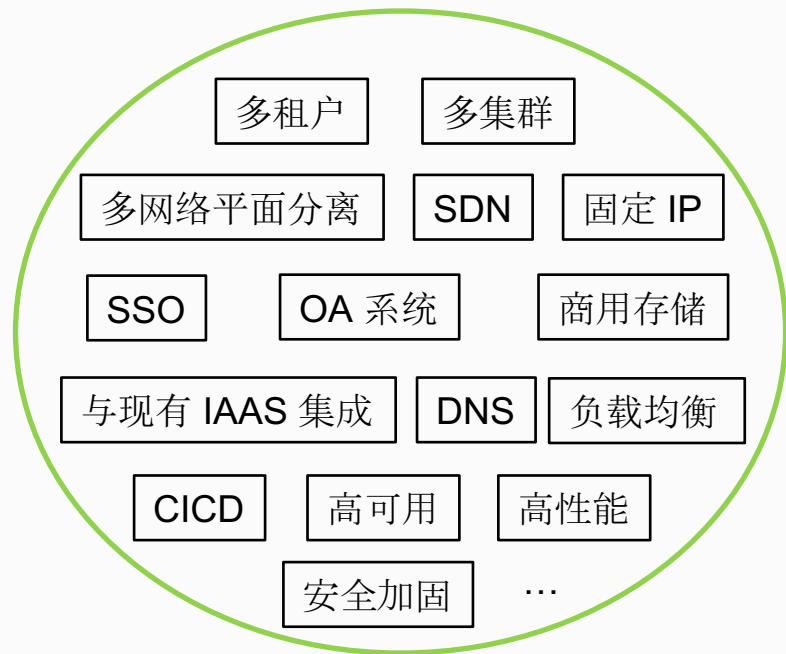 多租户 多集群
多网络平面分离 SDN 固定 IP
SSO OA 系统 商用存储
与现有 IAAS 集成 DNS 负载均衡
CICD 高可用 高性能
安全加固 …